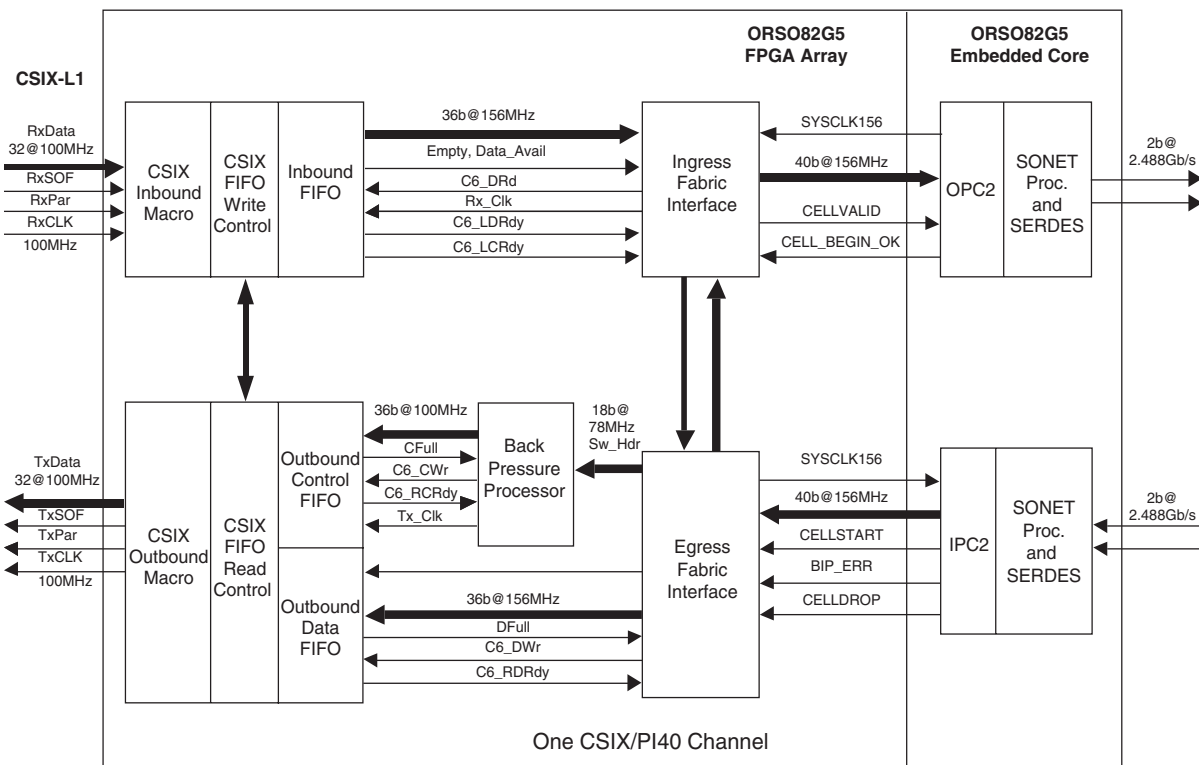 ORSO82G5
FPGA Array
ORSO82G5
Embedded Core
CSIX-L1
RxData
32@100MHz
RxSOF
RxPar
RxCLK
100MHz
CSIX
Inbound
Macro
CSIX
FIFO
Write
Control
Inbound
FIFO
36b@156MHz
Empty, Data_Avail
C6_DRd
Rx_Clk
C6_LDRdy
C6_LCRdy
Ingress
Fabric
Interface
SYSCLK156
40b@156MHz
CELLVALID
CELL_BEGIN_OK
OPC2
SONET
Proc.
and
SERDES
2b@
2.488Gb/s
TxData
32@100MHz
TxSOF
TxPar
TxCLK
100MHz
CSIX
Outbound
Macro
CSIX
FIFO
Read
Control
Outbound
Control
FIFO
Outbound
Data
FIFO
36b@100MHz
CFull
C6_CWr
C6_RCRdy
Tx_Clk
Back
Pressure
Processor
18b@
78MHz
Sw_Hdr
36b@156MHz
DFull
C6_DWr
C6_RDRdy
Egress
Fabric
Interface
SYSCLK156
40b@156MHz
CELLSTART
BIP_ERR
CELLDROP
IPC2
SONET
Proc.
and
SERDES
2b@
2.488Gb/s
One CSIX/PI40 Channel